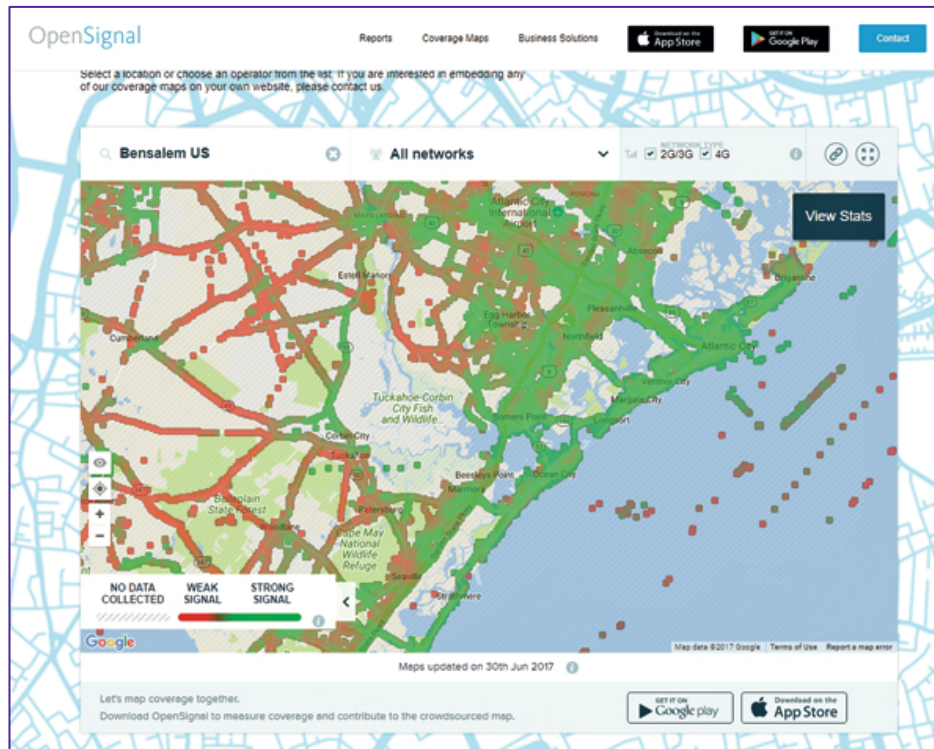 OpenSignal
Reports
Coverage Maps
Business Solutions
Download on the
App Store
GET IT ON
Google Play
Contact
Select a location or choose an operator from the list. If you are interested in embedding any
of our coverage maps on your own website, please contact us.
Bensalem US
All networks
NETWORK TYPE
2G/3G
4G
View Stats
MAYS LANDING
Atlantic City
International
Airport
POMONA
Absecon
Brigantine
Estell Manor
Egg Harbor
Township
Pleasantville
Northfield
Atlantic City
Cumberland
Ventnor City
Margate City
Longport
Tuckahoe-Corbin
City Fish
and Wildlife...
Somers Point
Corbin City
Tuckahoe
Beesleys Point
Ocean City
Marmora
Belleplain
State Forest
Petersburg
Woodbine
Cape May
National
Wildlife
Refuge
Seaville
Strathmere
NO DATA
COLLECTED
WEAK
SIGNAL
STRONG
SIGNAL
Google
Map data ©2017 Google
Terms of Use
Report a map error
Maps updated on 30th Jun 2017
Let's map coverage together.
Download OpenSignal to measure coverage and contribute to the crowdsourced map.
GET IT ON
Google play
Download on the
App Store